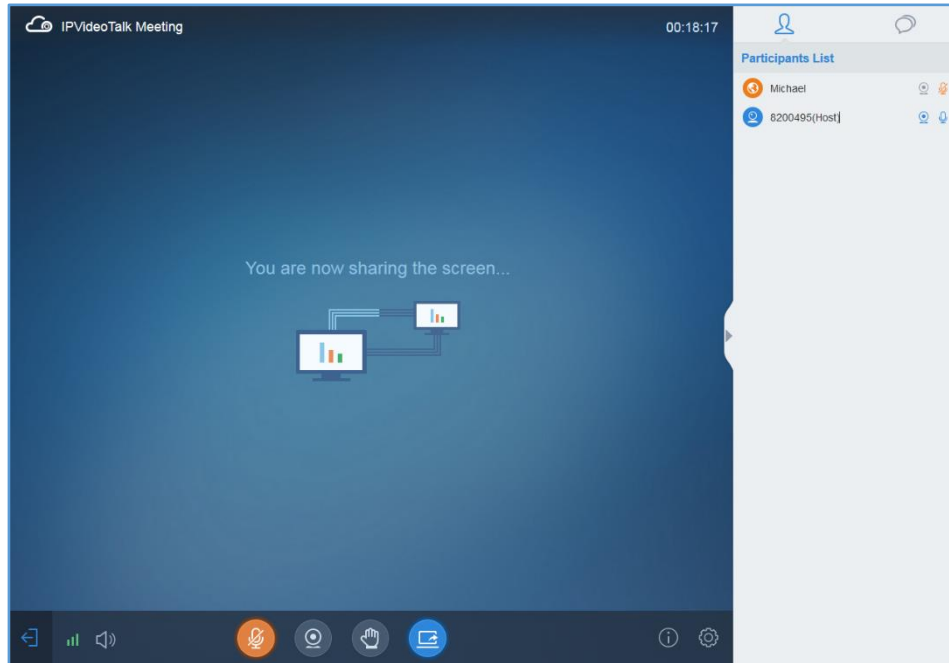 IPVideoTalk Meeting
00:18:17
Participants List
Michael
8200495(Host)
You are now sharing the screen...